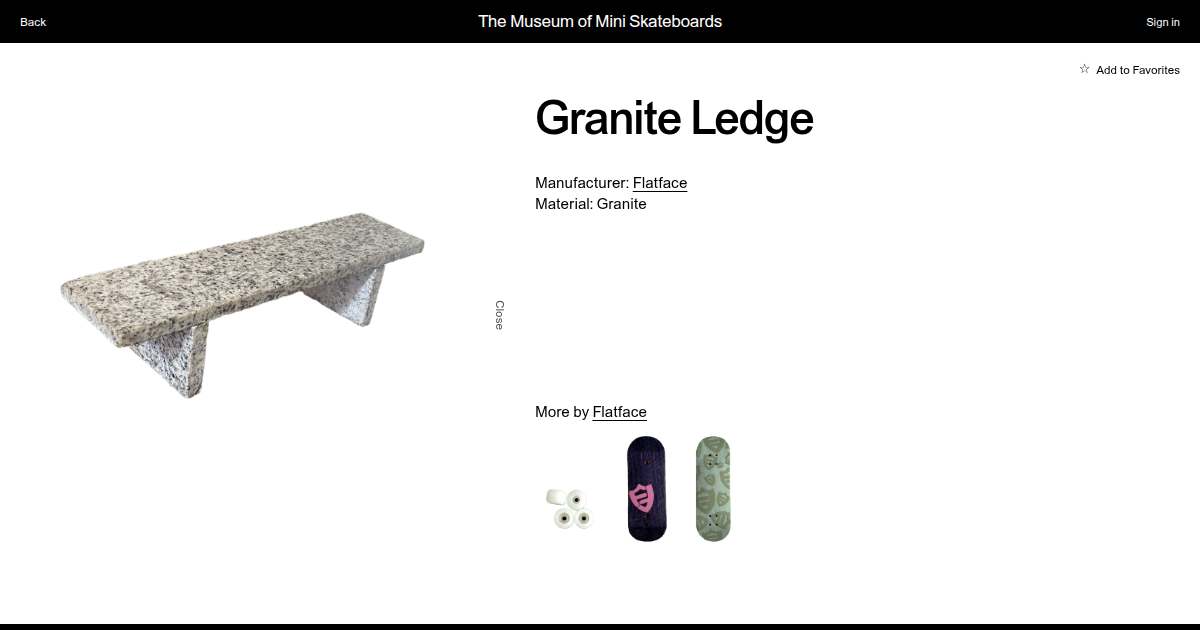 Back
The Museum of Mini Skateboards
Sign in
☆ Add to Favorites
Granite Ledge
Manufacturer: Flatface
Material: Granite
Close
More by Flatface